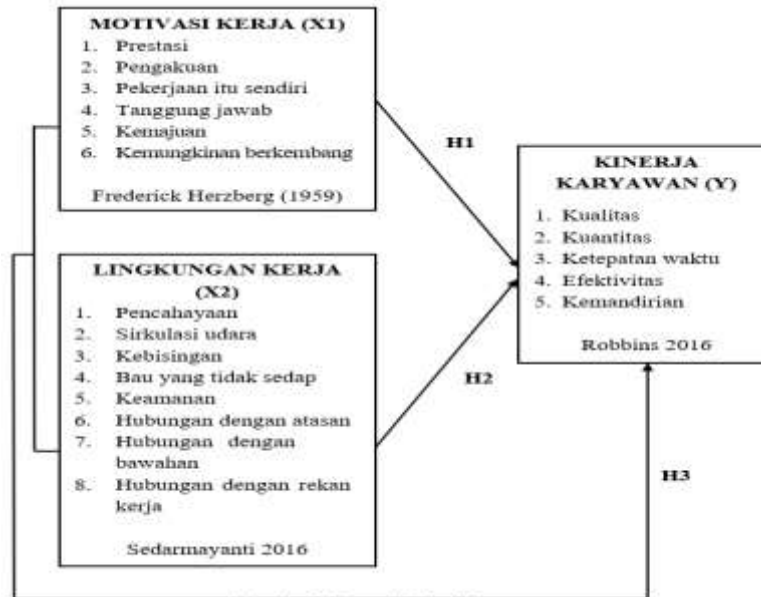 MOTIVASI KERJA (X1)
1. Prestasi
2. Pengakuan
3. Pekerjaan itu sendiri
4. Tanggung jawab
5. Kemajuan
6. Kemungkinan berkembang
Frederick Herzberg (1959)
H1
KINERJA
KARYAWAN (Y)
1. Kualitas
2. Kuantitas
3. Ketepatan waktu
4. Efektivitas
5. Kemandirian
Robbins 2016
LINGKUNGAN KERJA
(X2)
1. Pencahayaan
2. Sirkulasi udara
3. Kebisingan
4. Bau yang tidak sedap
5. Keamanan
6. Hubungan dengan atasan
7. Hubungan dengan
bawahan
8. Hubungan dengan rekan
kerja
Sedarmayanti 2016
H2
H3